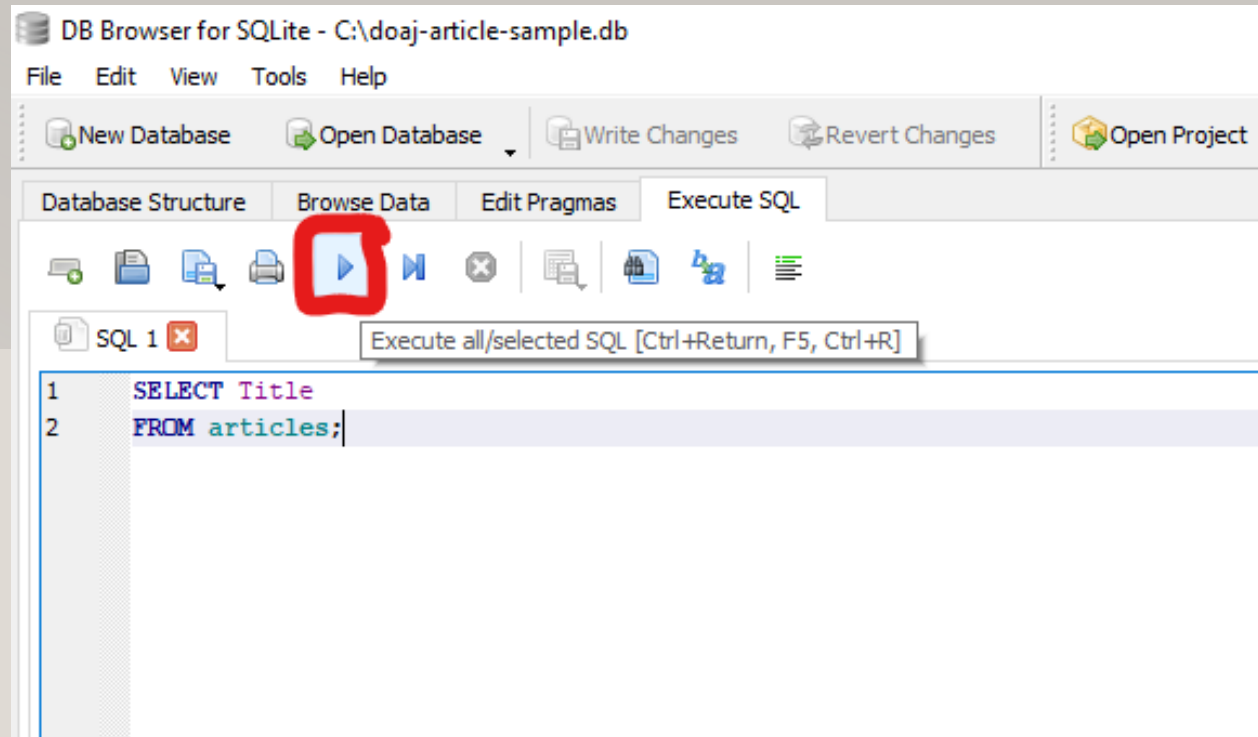 DB Browser for SQLite - C:\doaj-article-sample.db
File Edit View Tools Help
New Database Open Database Write Changes Revert Changes Open Project
Database Structure Browse Data Edit Pragmas Execute SQL
SQL 1
Execute all/selected SQL [Ctrl+Return, F5, Ctrl+R]
1 SELECT Title
2 FROM articles;